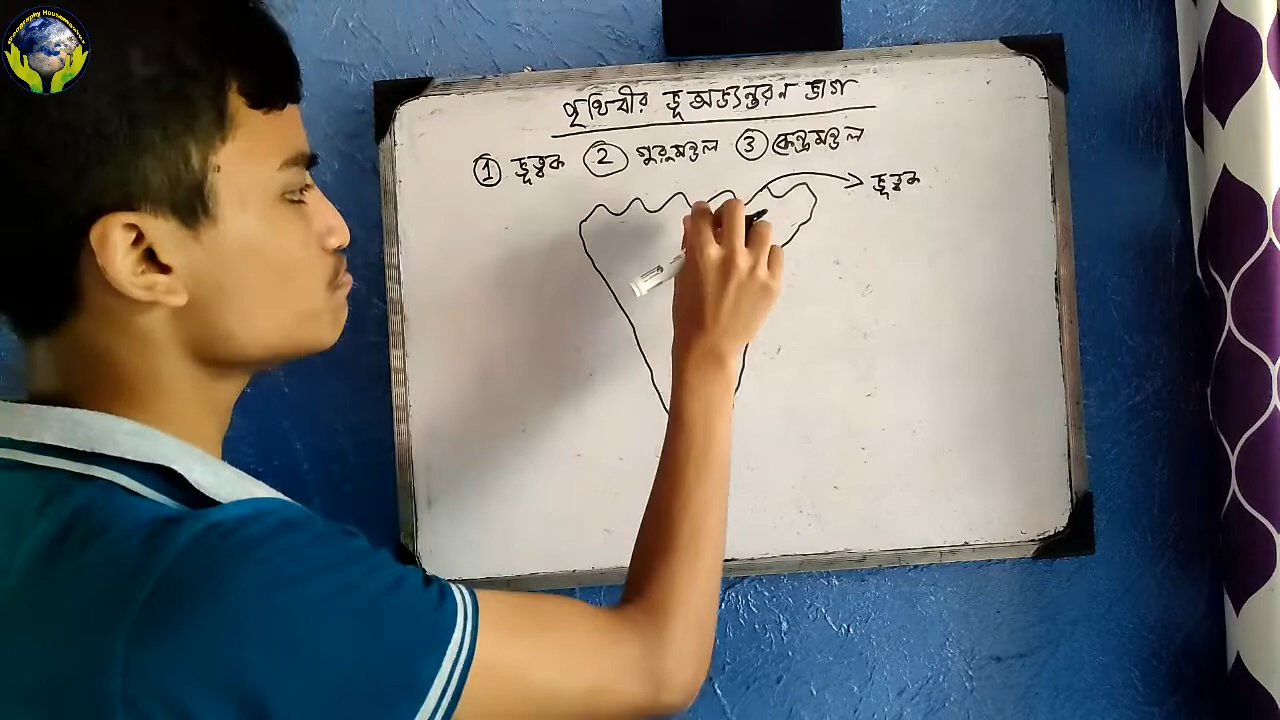 পৃথিবীর ভূ অভ্যন্তরন ভাগ
① ভূত্বক ② গুরুমণ্ডল ③ কেন্দ্রমণ্ডল
ভূত্বক